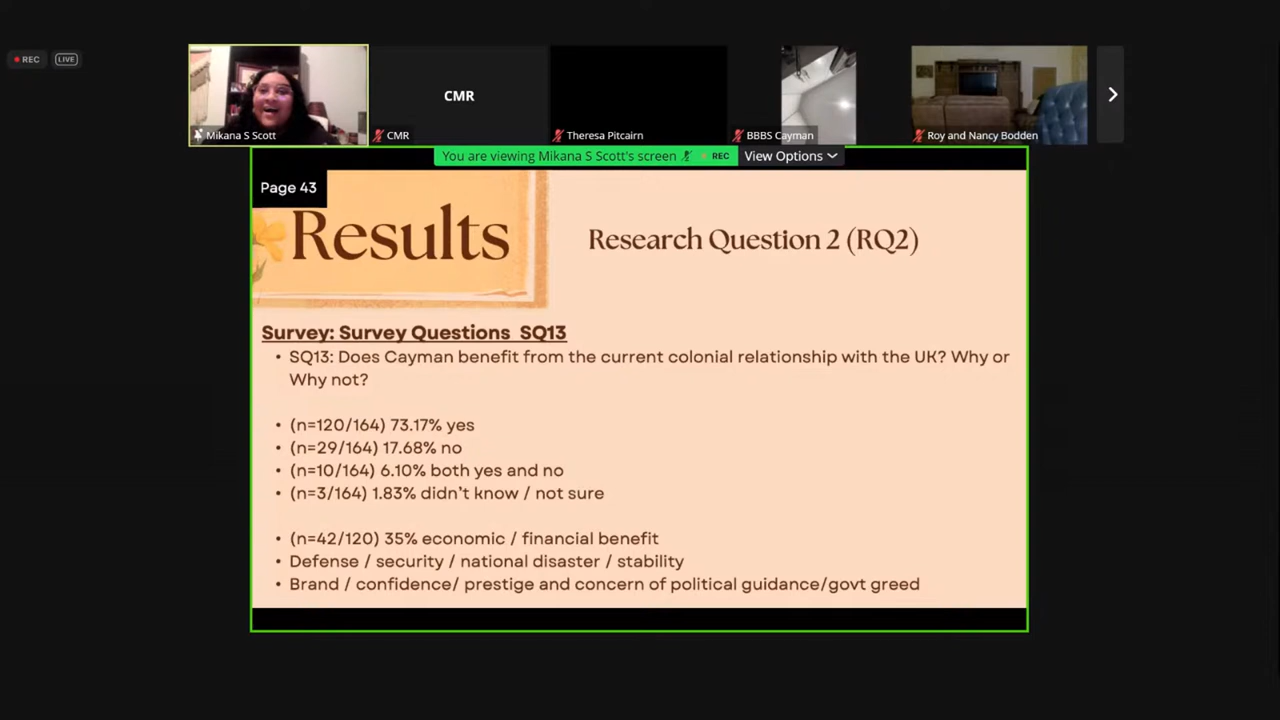 REC
LIVE
CMR
Mikana S Scott
CMR
Theresa Pitcairn
BBBS Cayman
Roy and Nancy Bodden
You are viewing Mikana S Scott's screen
REC
View Options
Page 43
Results
Research Question 2 (RQ2)
Survey: Survey Questions SQ13
• SQ13: Does Cayman benefit from the current colonial relationship with the UK? Why or
Why not?
• (n=120/164) 73.17% yes
• (n=29/164) 17.68% no
• (n=10/164) 6.10% both yes and no
• (n=3/164) 1.83% didn't know / not sure
• (n=42/120) 35% economic / financial benefit
• Defense / security / national disaster / stability
• Brand / confidence/ prestige and concern of political guidance/govt greed